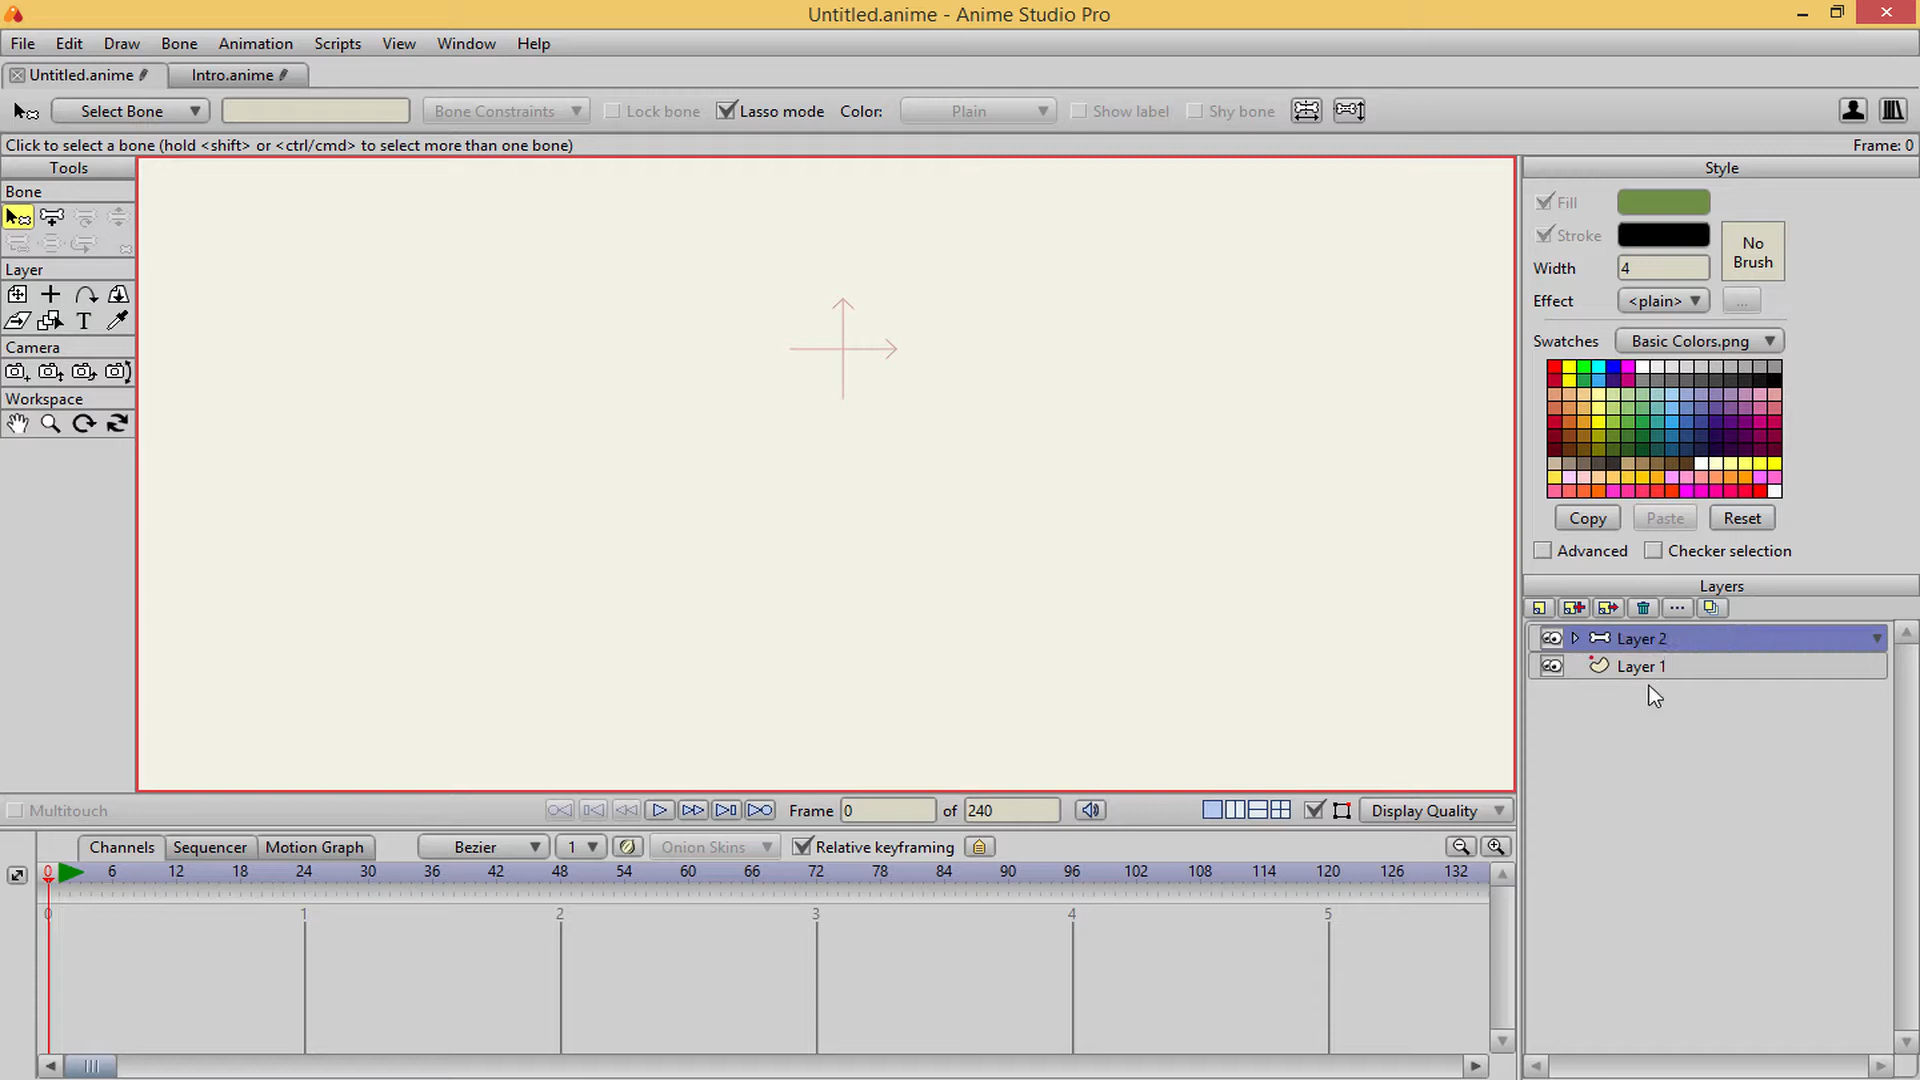 Untitled.anime - Anime Studio Pro
File Edit Draw Bone Animation Scripts View Window Help
Untitled.anime Intro.anime
Select Bone Bone Constraints Lock bone Lasso mode Color: Plain Show label Shy bone
Click to select a bone (hold <shift> or <ctrl/cmd> to select more than one bone) Frame: 0
Tools
Bone
Layer
T
Camera
Workspace
Style
Fill
Stroke
No
Brush
Width 4
Effect <plain> ...
Swatches Basic Colors.png
Copy Paste Reset
Advanced Checker selection
Layers
Layer 2
Layer 1
Multitouch Frame 0 of 240 Display Quality
Channels Sequencer Motion Graph Bezier 1 Onion Skins Relative keyframing
0 6 12 18 24 30 36 42 48 54 60 66 72 78 84 90 96 102 108 114 120 126 132
0 1 2 3 4 5